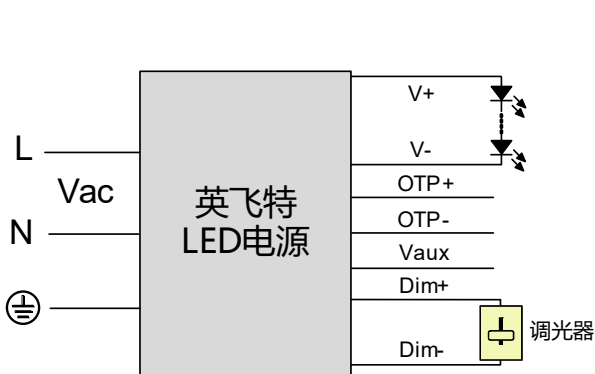 V+
L
V-
Vac
OTP+
英飞特
LED电源
OTP-
N
Vaux
Dim+
调光器
Dim-